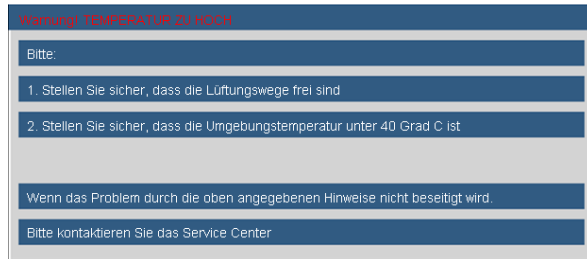 Warnung! TEMPERATUR ZU HOCH
Bitte:
1. Stellen Sie sicher, dass die Lüftungswege frei sind
2. Stellen Sie sicher, dass die Umgebungstemperatur unter 40 Grad C ist
Wenn das Problem durch die oben angegebenen Hinweise nicht beseitigt wird.
Bitte kontaktieren Sie das Service Center